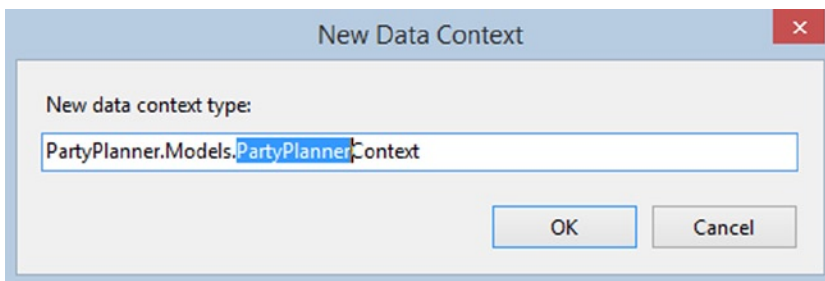 New Data Context
New data context type:
PartyPlanner.Models.PartyPlannerContext
OK Cancel